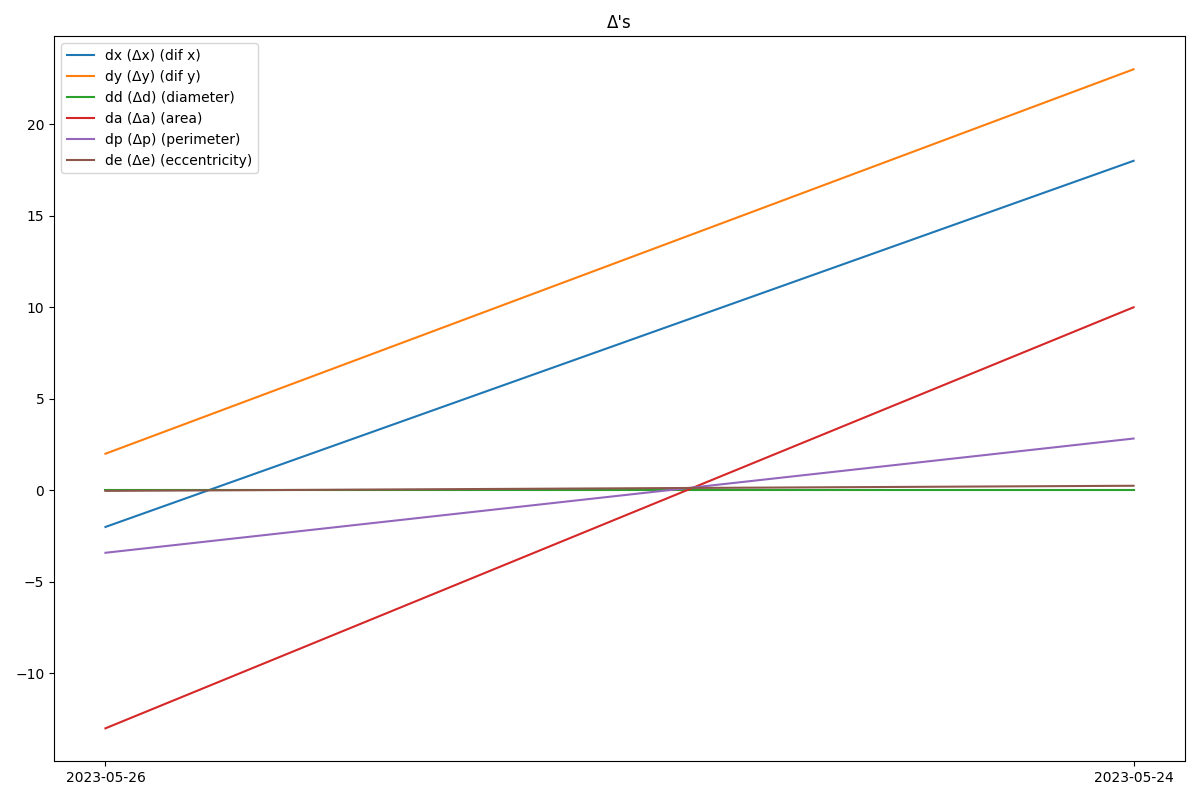 Δ's
dx (Δx) (dif x)
dy (Δy) (dif y)
dd (Δd) (diameter)
da (Δa) (area)
dp (Δp) (perimeter)
de (Δe) (eccentricity)
20
15
10
5
0
−5
−10
2023-05-26
2023-05-24